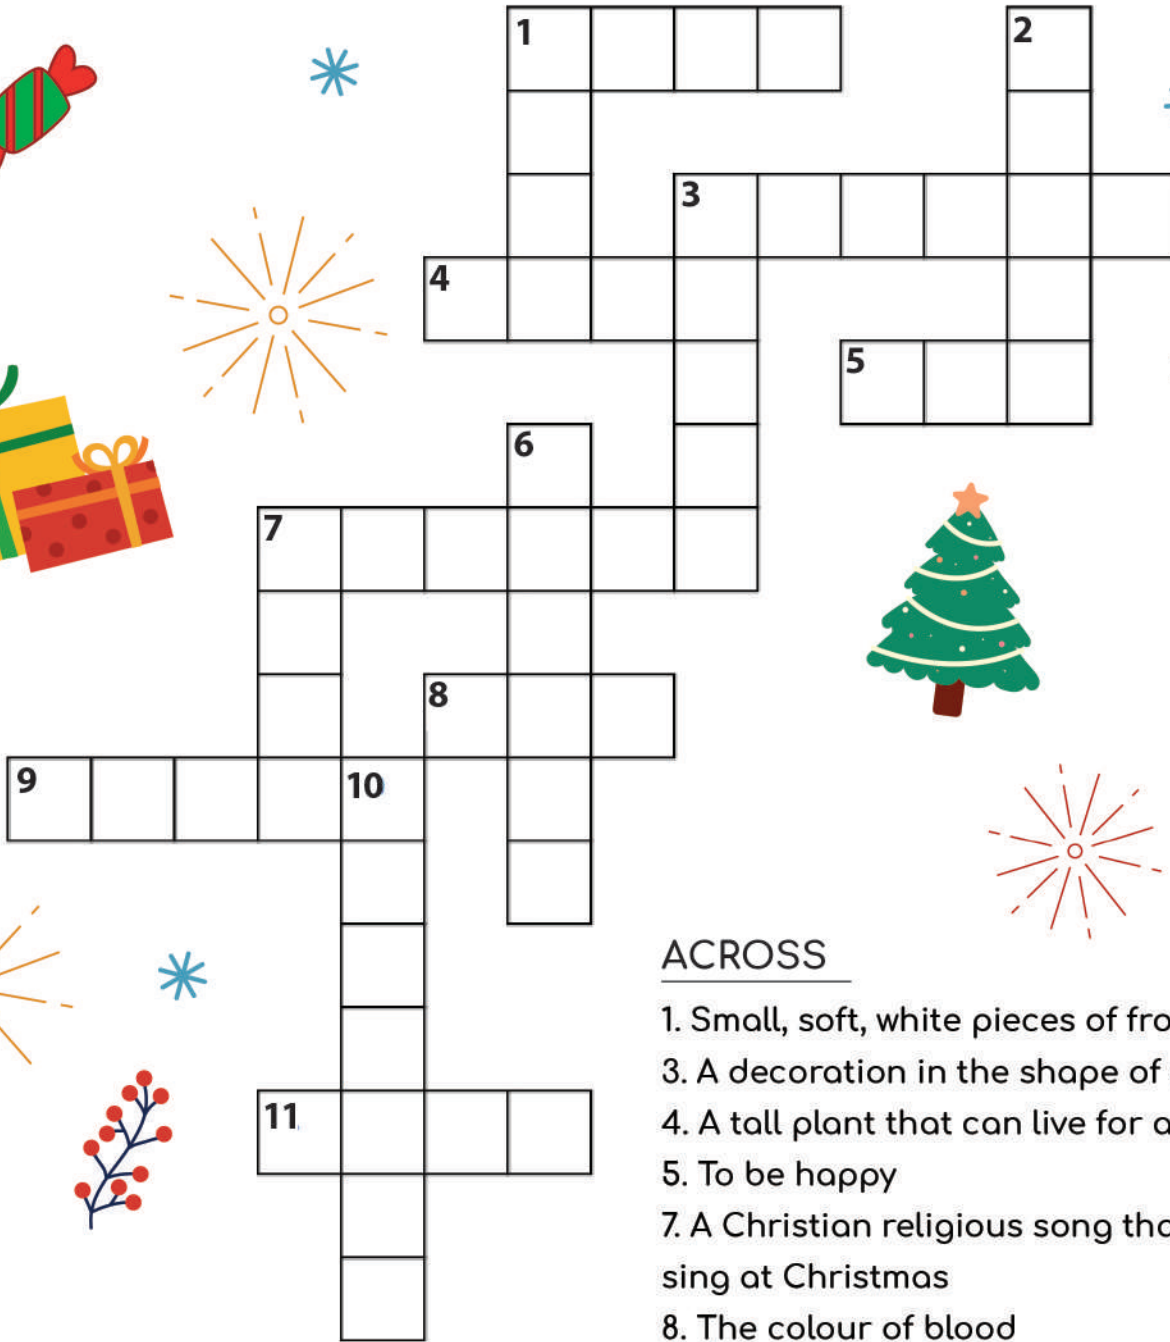 1
2
3
4
5
6
7
8
9
10
11
ACROSS
1. Small, soft, white pieces of
3. A decoration in the shape of
4. A tall plant that can live for
5. To be happy
7. A Christian religious song
sing at Christmas
8. The colour of blood